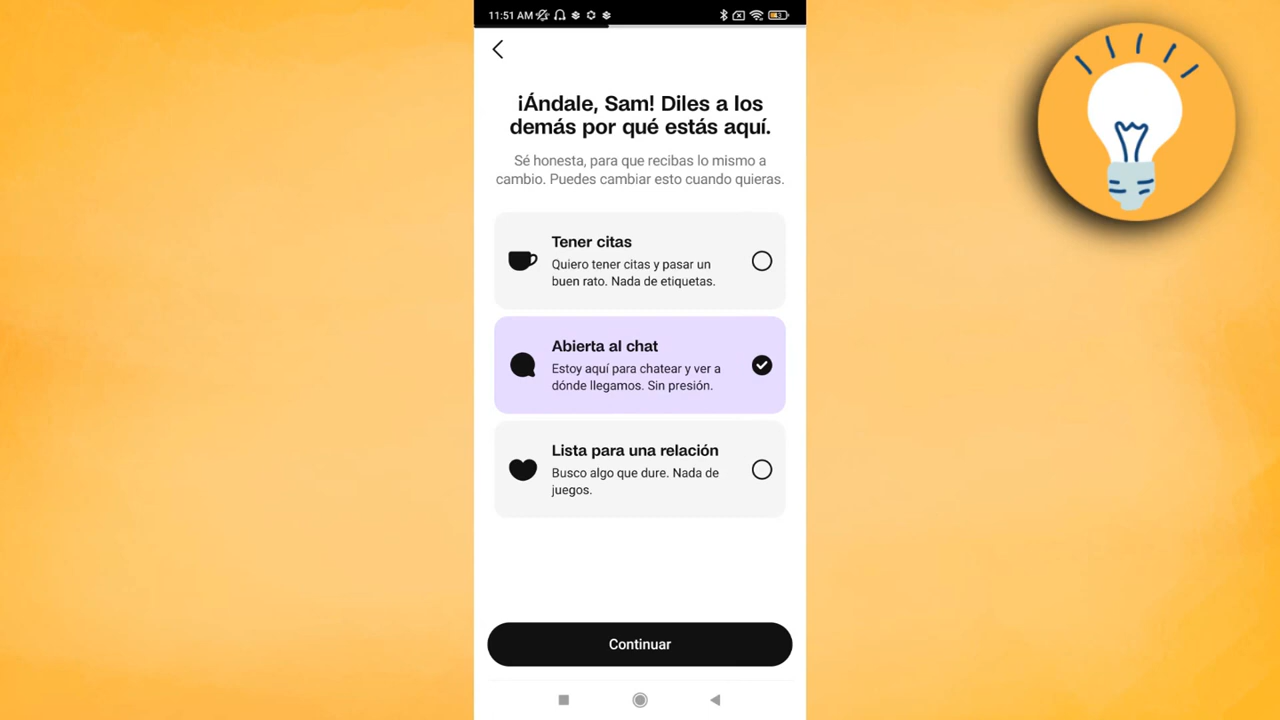 11:51 AM
¡Ándale, Sam! Diles a los
demás por qué estás aquí.
Sé honesta, para que recibas lo mismo a
cambio. Puedes cambiar esto cuando quieras.
Tener citas
Quiero tener citas y pasar un
buen rato. Nada de etiquetas.
Abierta al chat
Estoy aquí para chatear y ver a
dónde llegamos. Sin presión.
Lista para una relación
Busco algo que dure. Nada de
juegos.
Continuar